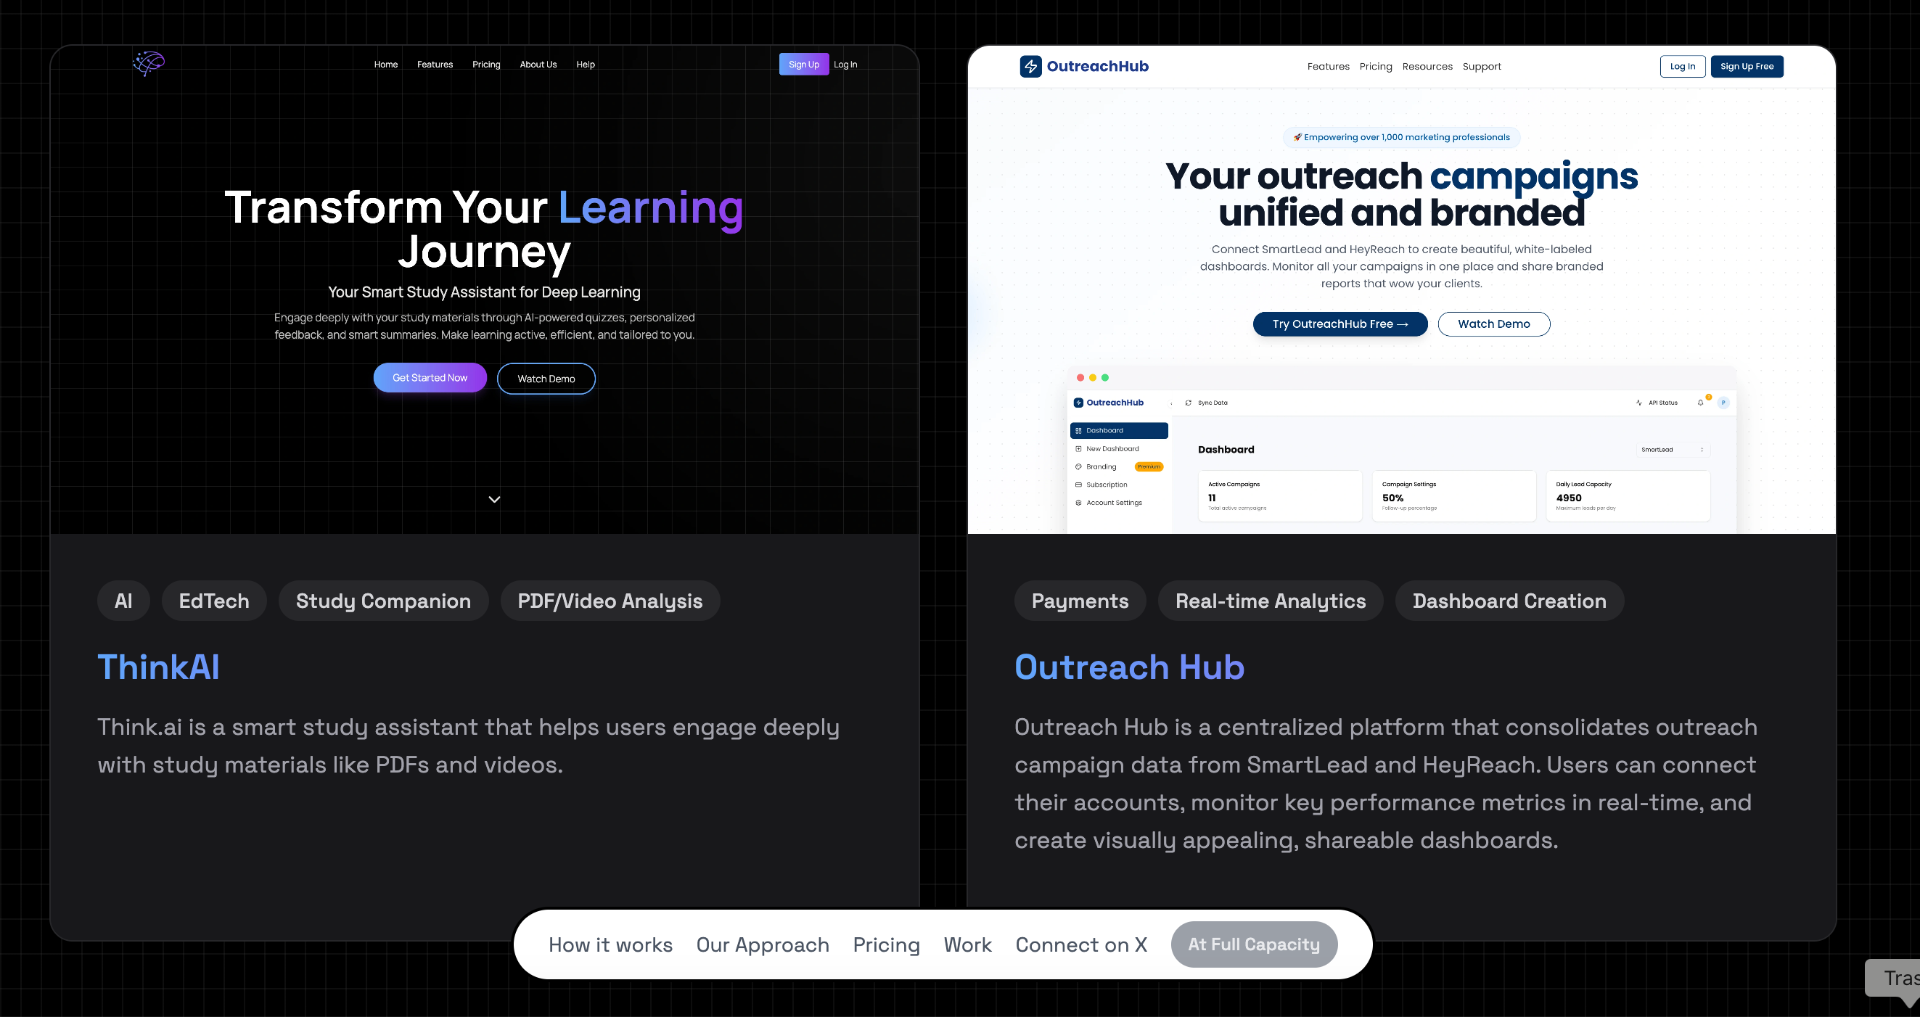 Home Features Pricing About Us Help Sign Up Log In
Transform Your Learning
Journey
Your Smart Study Assistant for Deep Learning
Engage deeply with your study materials through AI-powered quizzes, personalized
feedback, and smart summaries. Make learning active, efficient, and tailored to you.
Get Started Now Watch Demo
AI EdTech Study Companion PDF/Video Analysis
ThinkAI
Think.ai is a smart study assistant that helps users engage deeply
with study materials like PDFs and videos.
OutreachHub Features Pricing Resources Support Log In Sign Up Free
🚀 Empowering over 1,000 marketing professionals
Your outreach campaigns
unified and branded
Connect SmartLead and HeyReach to create beautiful, white-labeled
dashboards. Monitor all your campaigns in one place and share branded
reports that wow your clients.
Try OutreachHub Free → Watch Demo
OutreachHub Sync Data API Status P
Dashboard
New Dashboard
Branding Premium
Subscription
Account Settings
Dashboard SmartLead
Active Campaigns
11
Total active campaigns
Campaign Settings
50%
Follow-up percentage
Daily Lead Capacity
4950
Maximum leads per day
Payments Real-time Analytics Dashboard Creation
Outreach Hub
Outreach Hub is a centralized platform that consolidates outreach
campaign data from SmartLead and HeyReach. Users can connect
their accounts, monitor key performance metrics in real-time, and
create visually appealing, shareable dashboards.
How it works Our Approach Pricing Work Connect on X At Full Capacity
Tras